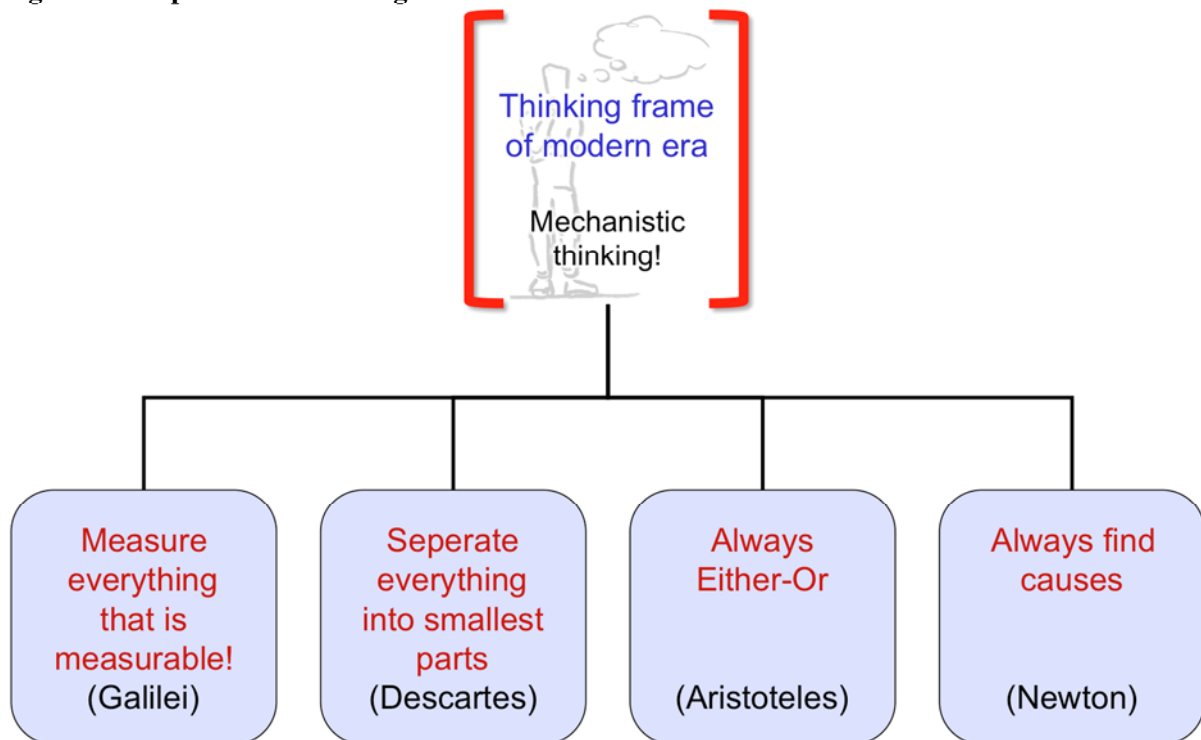 Thinking frame
of modern era
Mechanistic
thinking!
Measure
everything
that is
measurable!
(Galilei)
Seperate
everything
into smallest
parts
(Descartes)
Always
Either-Or
(Aristoteles)
Always find
causes
(Newton)